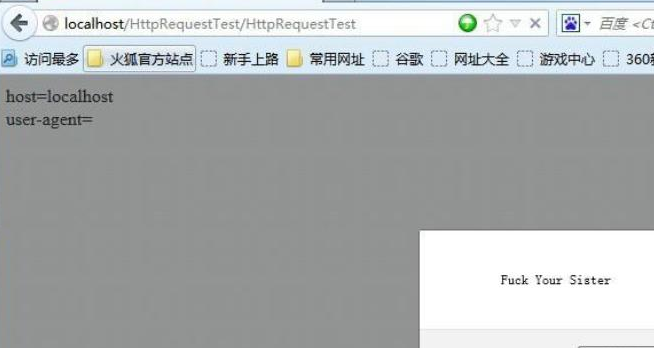 localhost/HttpRequestTest/HttpRequestTest
百度 <Ct
访问最多 火狐官方站点 新手上路 常用网址 谷歌 网址大全 游戏中心 360
host=localhost
user-agent=
Fuck Your Sister